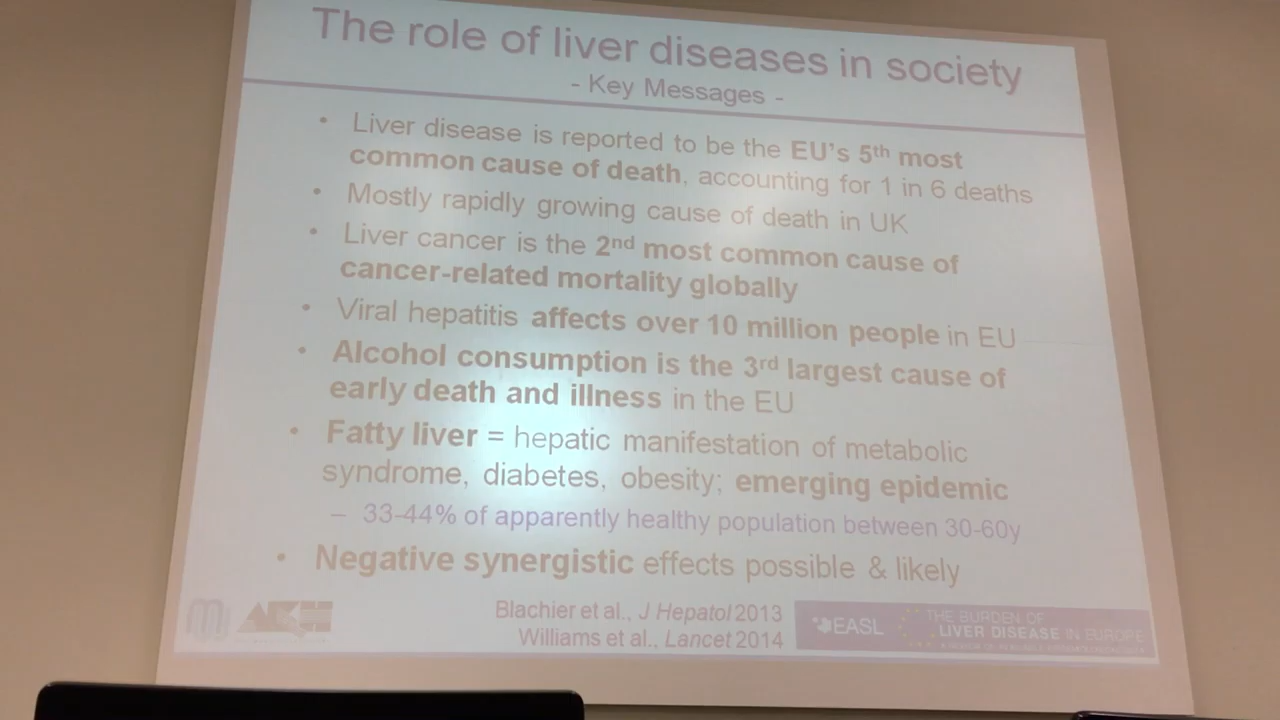 The role of liver diseases in society
- Key Messages -
• Liver disease is reported to be the EU's 5th most
common cause of death, accounting for 1 in 6 deaths
• Mostly rapidly growing cause of death in UK
• Liver cancer is the 2nd most common cause of
cancer-related mortality globally
• Viral hepatitis affects over 10 million people in EU
• Alcohol consumption is the 3rd largest cause of
early death and illness in the EU
• Fatty liver = hepatic manifestation of metabolic
syndrome, diabetes, obesity; emerging epidemic
– 33-44% of apparently healthy population between 30-60y
• Negative synergistic effects possible & likely
Blachier et al., J Hepatol 2013
Williams et al., Lancet 2014
AKH
EASL
THE BURDEN OF
LIVER DISEASE IN EUROPE